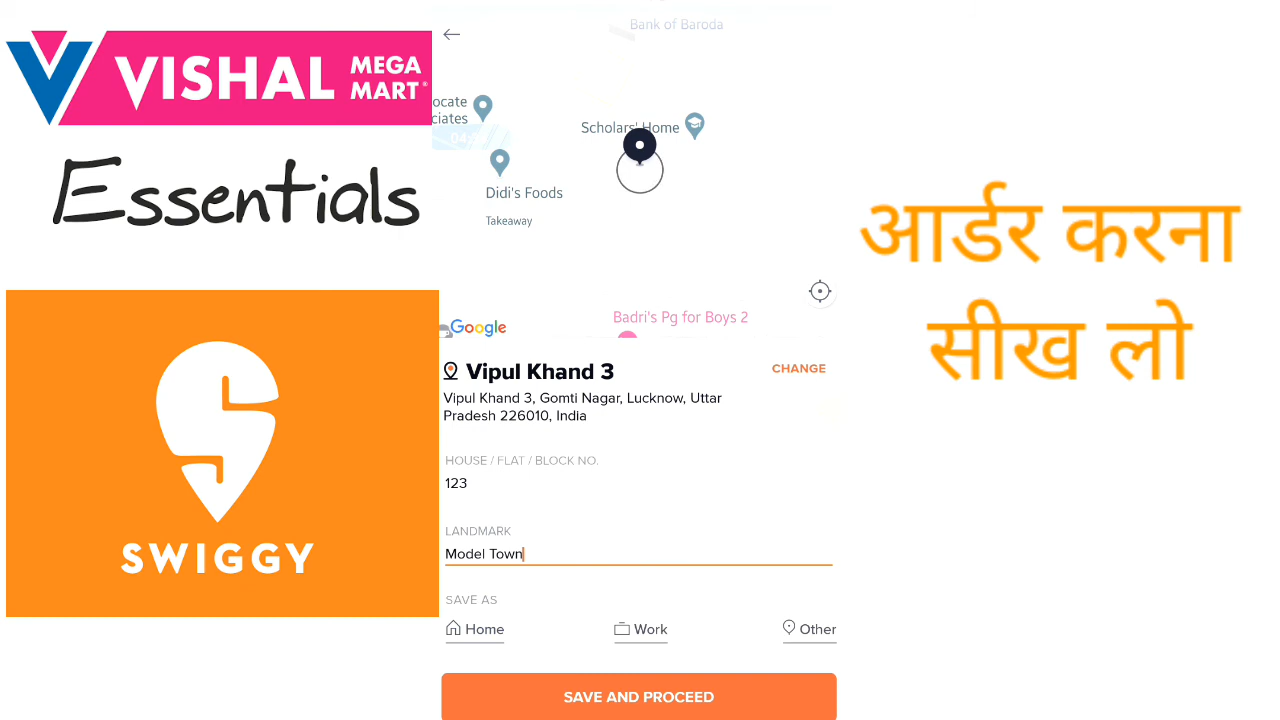 VISHAL MEGA MART
Essentials
SWIGGY
Bank of Baroda
ocate
ciates
Scholars' Home
Didi's Foods
Takeaway
Badri's Pg for Boys 2
Google
Vipul Khand 3
CHANGE
Vipul Khand 3, Gomti Nagar, Lucknow, Uttar
Pradesh 226010, India
HOUSE / FLAT / BLOCK NO.
123
LANDMARK
Model Town
SAVE AS
Home Work Other
SAVE AND PROCEED
आर्डर करना
सीख लो